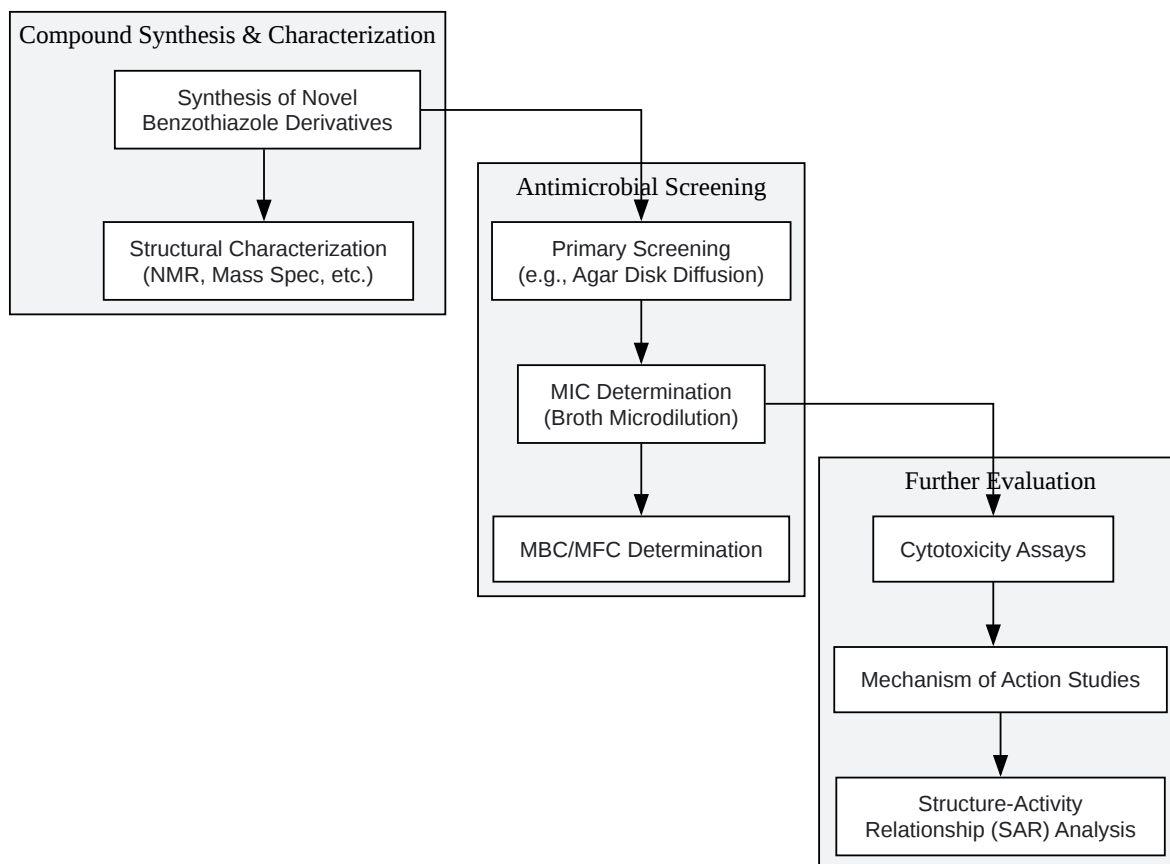 Compound Synthesis & Characterization
Synthesis of Novel
Benzothiazole Derivatives
Structural Characterization
(NMR, Mass Spec, etc.)
Antimicrobial Screening
Primary Screening
(e.g., Agar Disk Diffusion)
MIC Determination
(Broth Microdilution)
MBC/MFC Determination
Further Evaluation
Cytotoxicity Assays
Mechanism of Action Studies
Structure-Activity
Relationship (SAR) Analysis